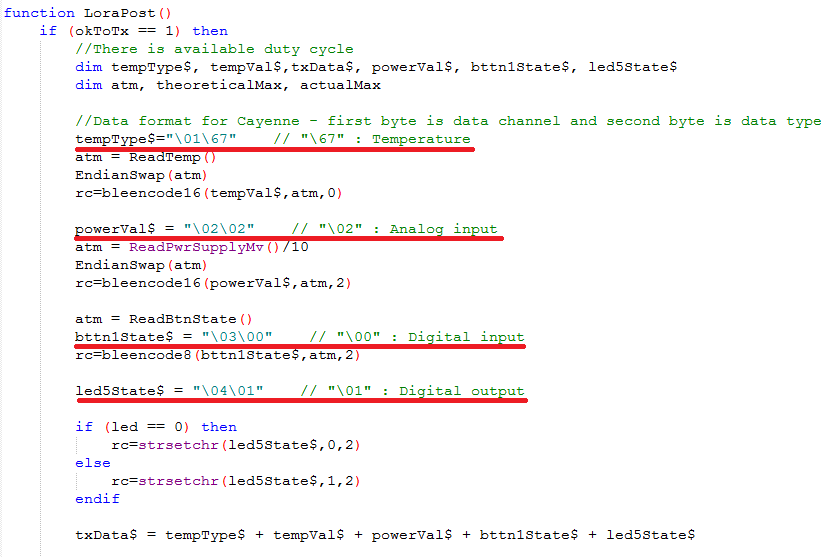 function LoraPost()
if (okToTx == 1) then
//There is available duty cycle
dim tempType$, tempVal$,txData$, powerVal$, bttn1State$, led5State$
dim atm, theoreticalMax, actualMax
//Data format for Cayenne - first byte is data channel and second byte is data type
tempType$="\01\67" // "\67" : Temperature
atm = ReadTemp()
EndianSwap(atm)
rc=bleencode16(tempVal$,atm,0)
powerVal$ = "\02\02" // "\02" : Analog input
atm = ReadPwrSupplyMv()/10
EndianSwap(atm)
rc=bleencode16(powerVal$,atm,2)
atm = ReadBtnState()
bttn1State$ = "\03\00" // "\00" : Digital input
rc=bleencode8(bttn1State$,atm,2)
led5State$ = "\04\01" // "\01" : Digital output
if (led == 0) then
rc=strsetchr(led5State$,0,2)
else
rc=strsetchr(led5State$,1,2)
endif
txData$ = tempType$ + tempVal$ + powerVal$ + bttn1State$ + led5State$